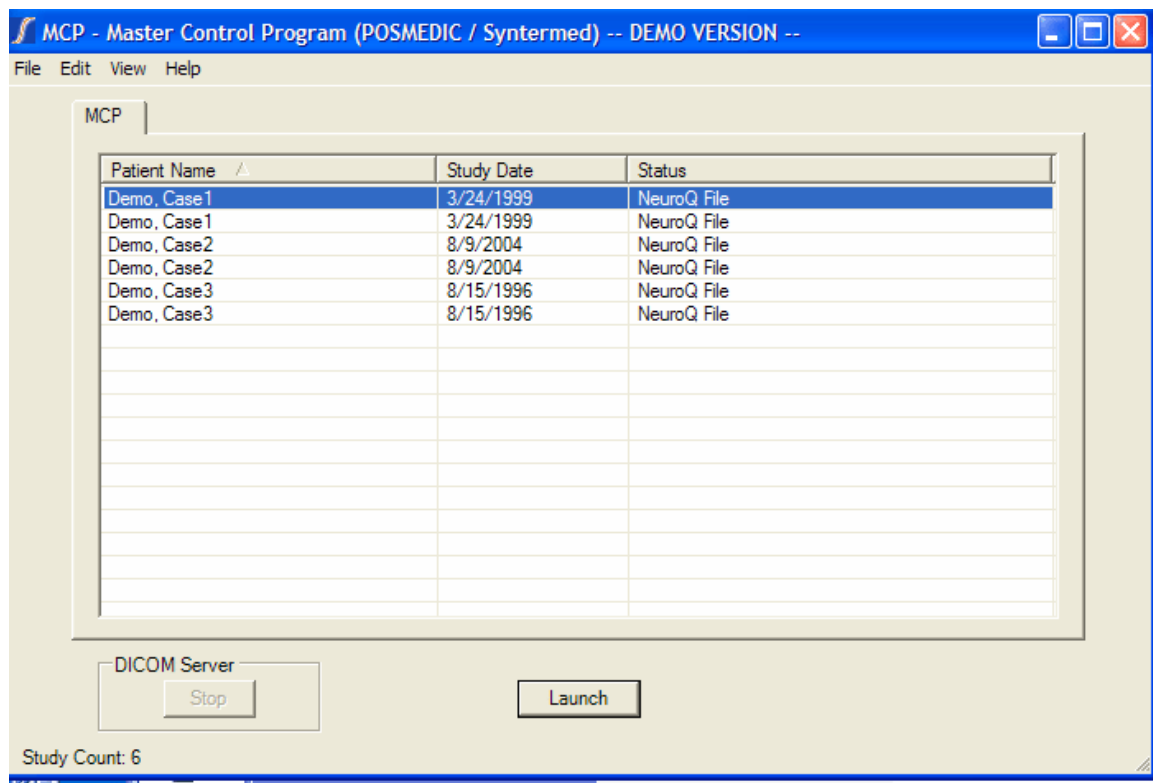 MCP - Master Control Program (POSMEDIC / Syntermed) -- DEMO VERSION --
File Edit View Help
MCP
Patient Name Study Date Status
Demo, Case1 3/24/1999 NeuroQ File
Demo, Case1 3/24/1999 NeuroQ File
Demo, Case2 8/9/2004 NeuroQ File
Demo, Case2 8/9/2004 NeuroQ File
Demo, Case3 8/15/1996 NeuroQ File
Demo, Case3 8/15/1996 NeuroQ File
DICOM Server
Stop Launch
Study Count: 6